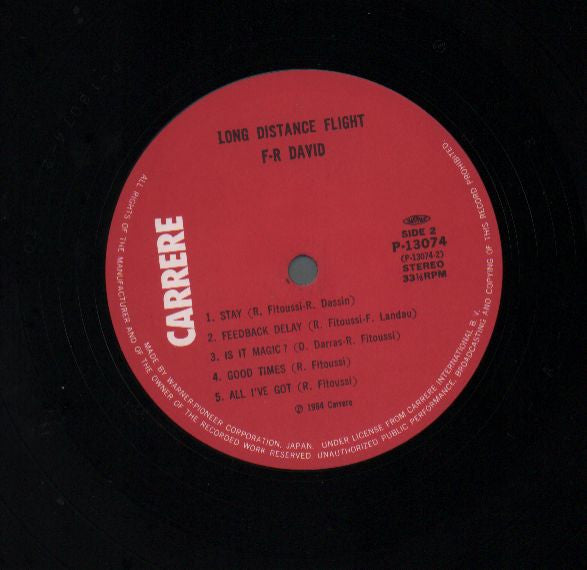 LONG DISTANCE FLIGHT
F-R DAVID
CARRERE
SIDE 2
P-13074
(P-13074-2)
STEREO
33⅓RPM
1. STAY (R. Fitoussi-R. Dassin)
2. FEEDBACK DELAY (R. Fitoussi-F. Landau)
3. IS IT MAGIC? (D. Darras-R. Fitoussi)
4. GOOD TIMES (R. Fitoussi)
5. ALL I'VE GOT (R. Fitoussi)
Ⓟ 1984 Carrere
MADE BY WARNER-PIONEER CORPORATION, JAPAN. UNDER LICENSE FROM CARRERE INTERNATIONAL B. V.
ALL RIGHTS OF THE MANUFACTURER AND OF THE OWNER OF THE RECORDED WORK RESERVED UNAUTHORIZED PUBLIC PERFORMANCE, BROADCASTING AND COPYING OF THIS RECORD PROHIBITED